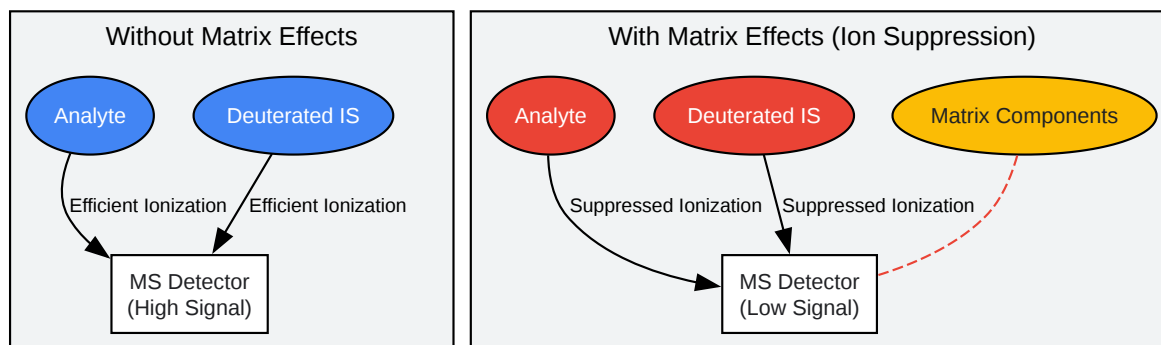 Without Matrix Effects
Analyte
Deuterated IS
Efficient Ionization
Efficient Ionization
MS Detector
(High Signal)
With Matrix Effects (Ion Suppression)
Analyte
Deuterated IS
Matrix Components
Suppressed Ionization
Suppressed Ionization
MS Detector
(Low Signal)